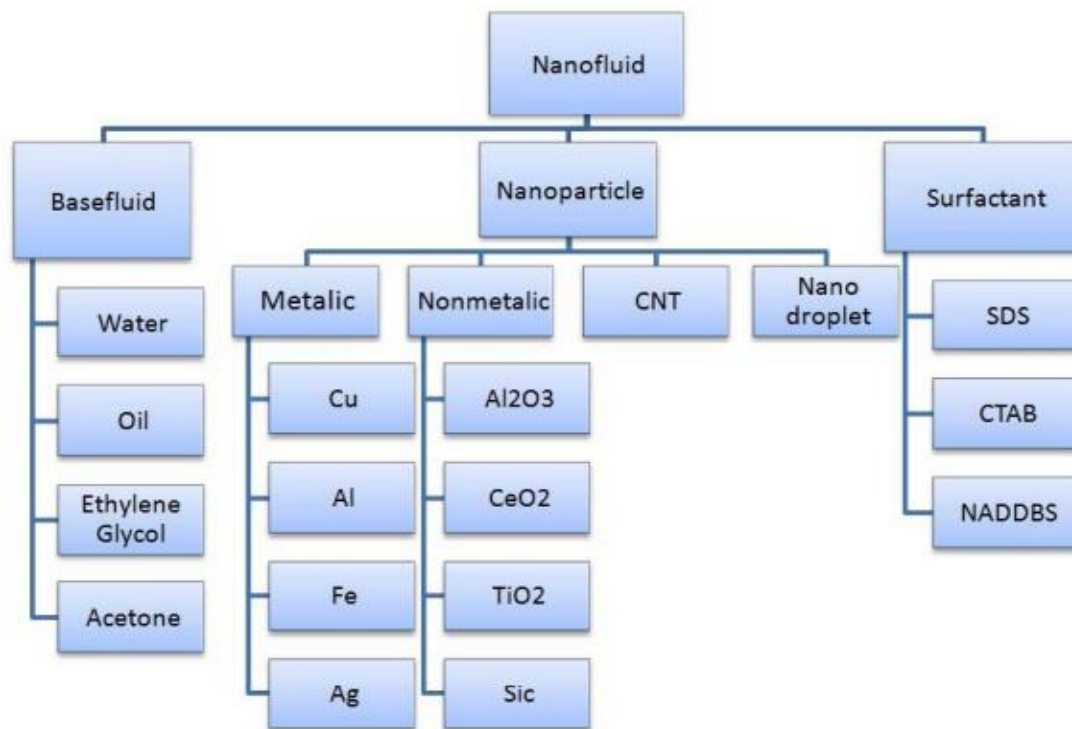 Nanofluid
Basefluid
Nanoparticle
Surfactant
Metalic
Nonmetalic
CNT
Nano
droplet
Water
Oil
Ethylene
Glycol
Acetone
Cu
Al
Fe
Ag
Al2O3
CeO2
TiO2
Sic
SDS
CTAB
NADDBS